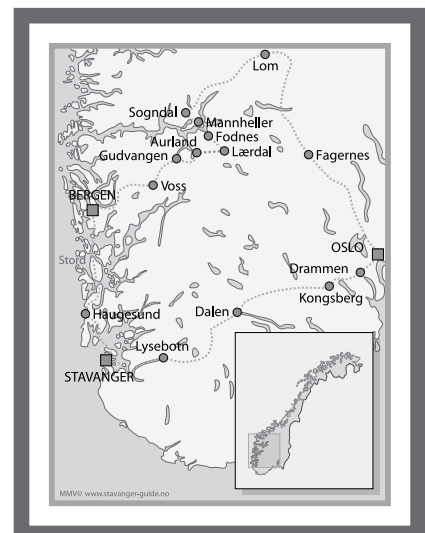 Lom
Sogndal
Mannheller
Fodnes
Aurland
Lærdal
Gudvangen
Fagernes
Voss
BERGEN
OSLO
Stord
Drammen
Kongsberg
Dalen
Haugesund
Lysebotn
STAVANGER
MMV© www.stavanger-guide.no